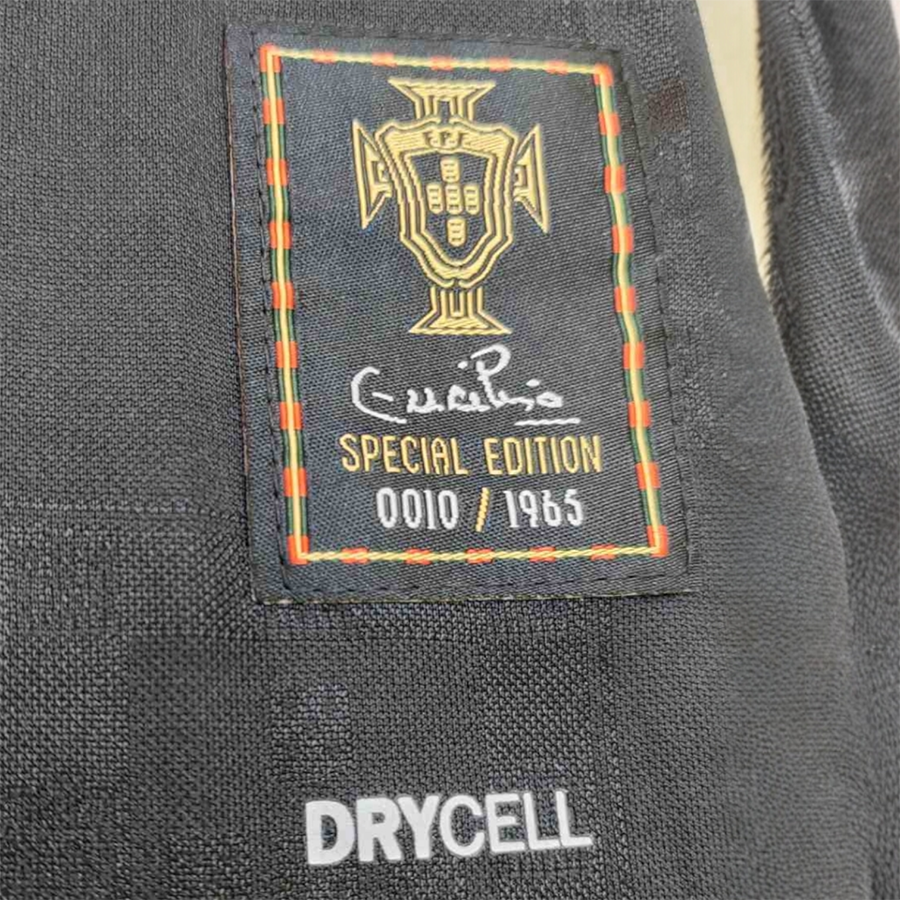 FPF
SPECIAL EDITION
0010 / 1965
DRYCELL